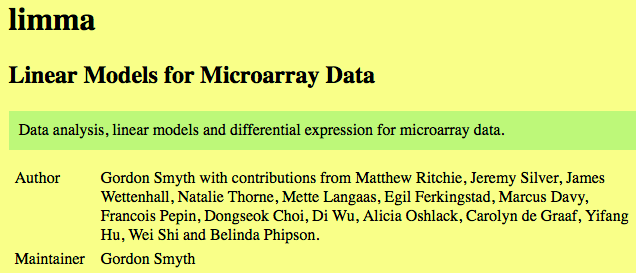 limma
Linear Models for Microarray Data
Data analysis, linear models and differential expression for microarray data.
Author Gordon Smyth with contributions from Matthew Ritchie, Jeremy Silver, James
Wettenhall, Natalie Thorne, Mette Langaas, Egil Ferkingstad, Marcus Davy,
Francois Pepin, Dongseok Choi, Di Wu, Alicia Oshlack, Carolyn de Graaf, Yifang
Hu, Wei Shi and Belinda Phipson.
Maintainer Gordon Smyth